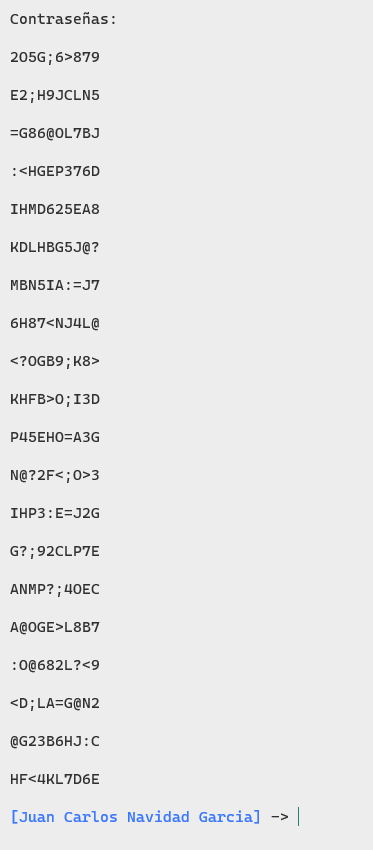 Contraseñas:
2O5G;6>879
E2;H9JCLN5
=G86@OL7BJ
:<HGEP376D
IHMD625EA8
KDLHBG5J@?
MBN5IA:=J7
6H87<NJ4L@
<?OGB9;K8>
KHFB>O;I3D
P45EHO=A3G
N@?2F<;O>3
IHP3:E=J2G
G?;92CLP7E
ANMP?;4OEC
A@OGE>L8B7
:O@682L?<9
<D;LA=G@N2
@G23B6HJ:C
HF<4KL7D6E
[Juan Carlos Navidad Garcia] ->